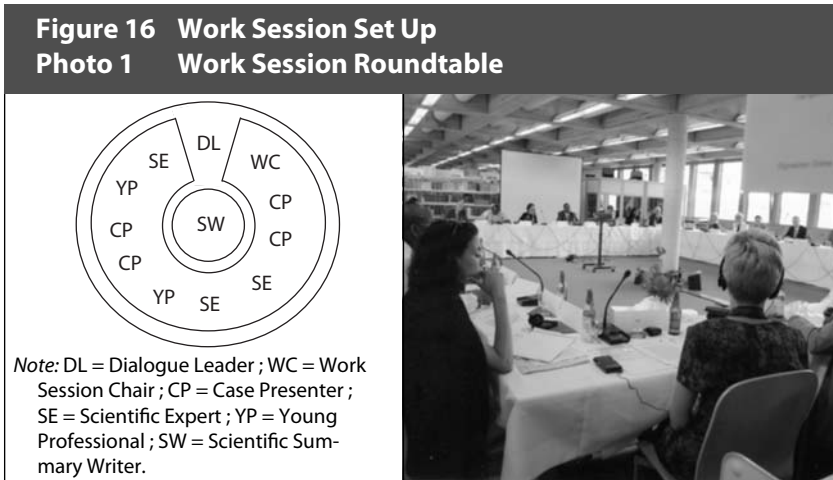 Figure 16 Work Session Set Up
Photo 1 Work Session Roundtable
DL
SE
WC
YP
CP
CP
CP
SW
CP
SE
YP
SE
Note: DL = Dialogue Leader ; WC = Work
Session Chair ; CP = Case Presenter ;
SE = Scientific Expert ; YP = Young
Professional ; SW = Scientific Sum-
mary Writer.